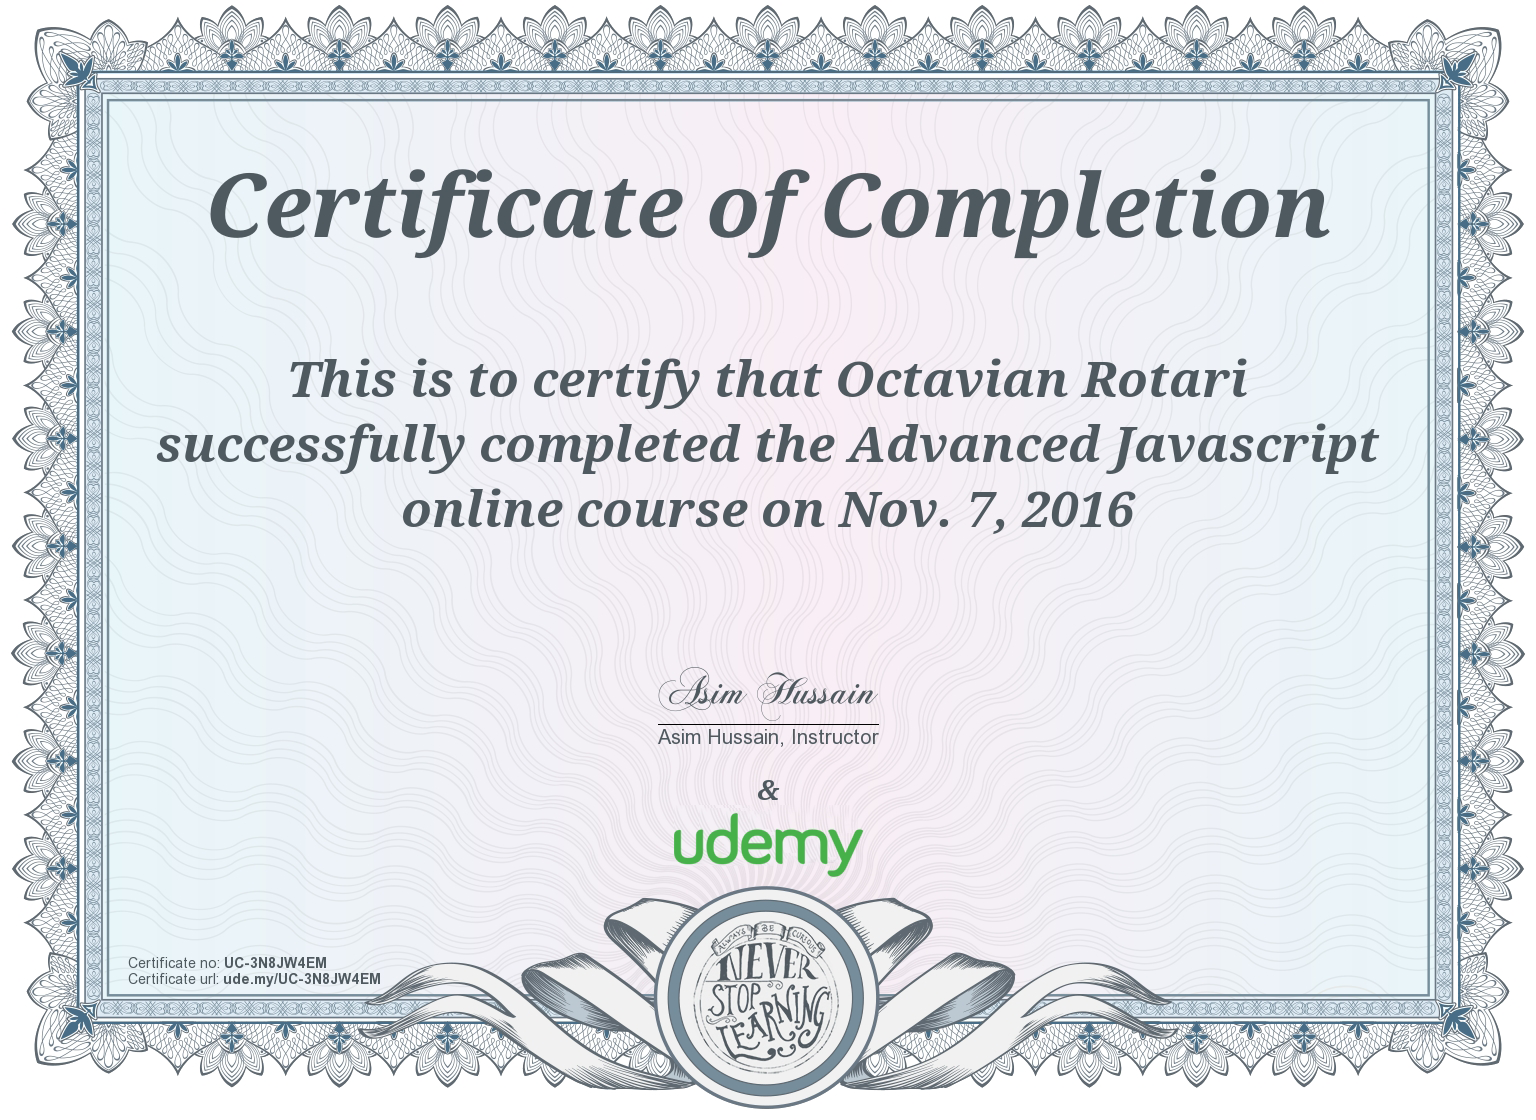 Certificate of Completion
This is to certify that Octavian Rotari
successfully completed the Advanced Javascript
online course on Nov. 7, 2016
Asim Hussain
Asim Hussain, Instructor
&
udemy
ALWAYS BE CURIOUS
NEVER
STOP
LEARNING
Certificate no: UC-3N8JW4EM
Certificate url: ude.my/UC-3N8JW4EM